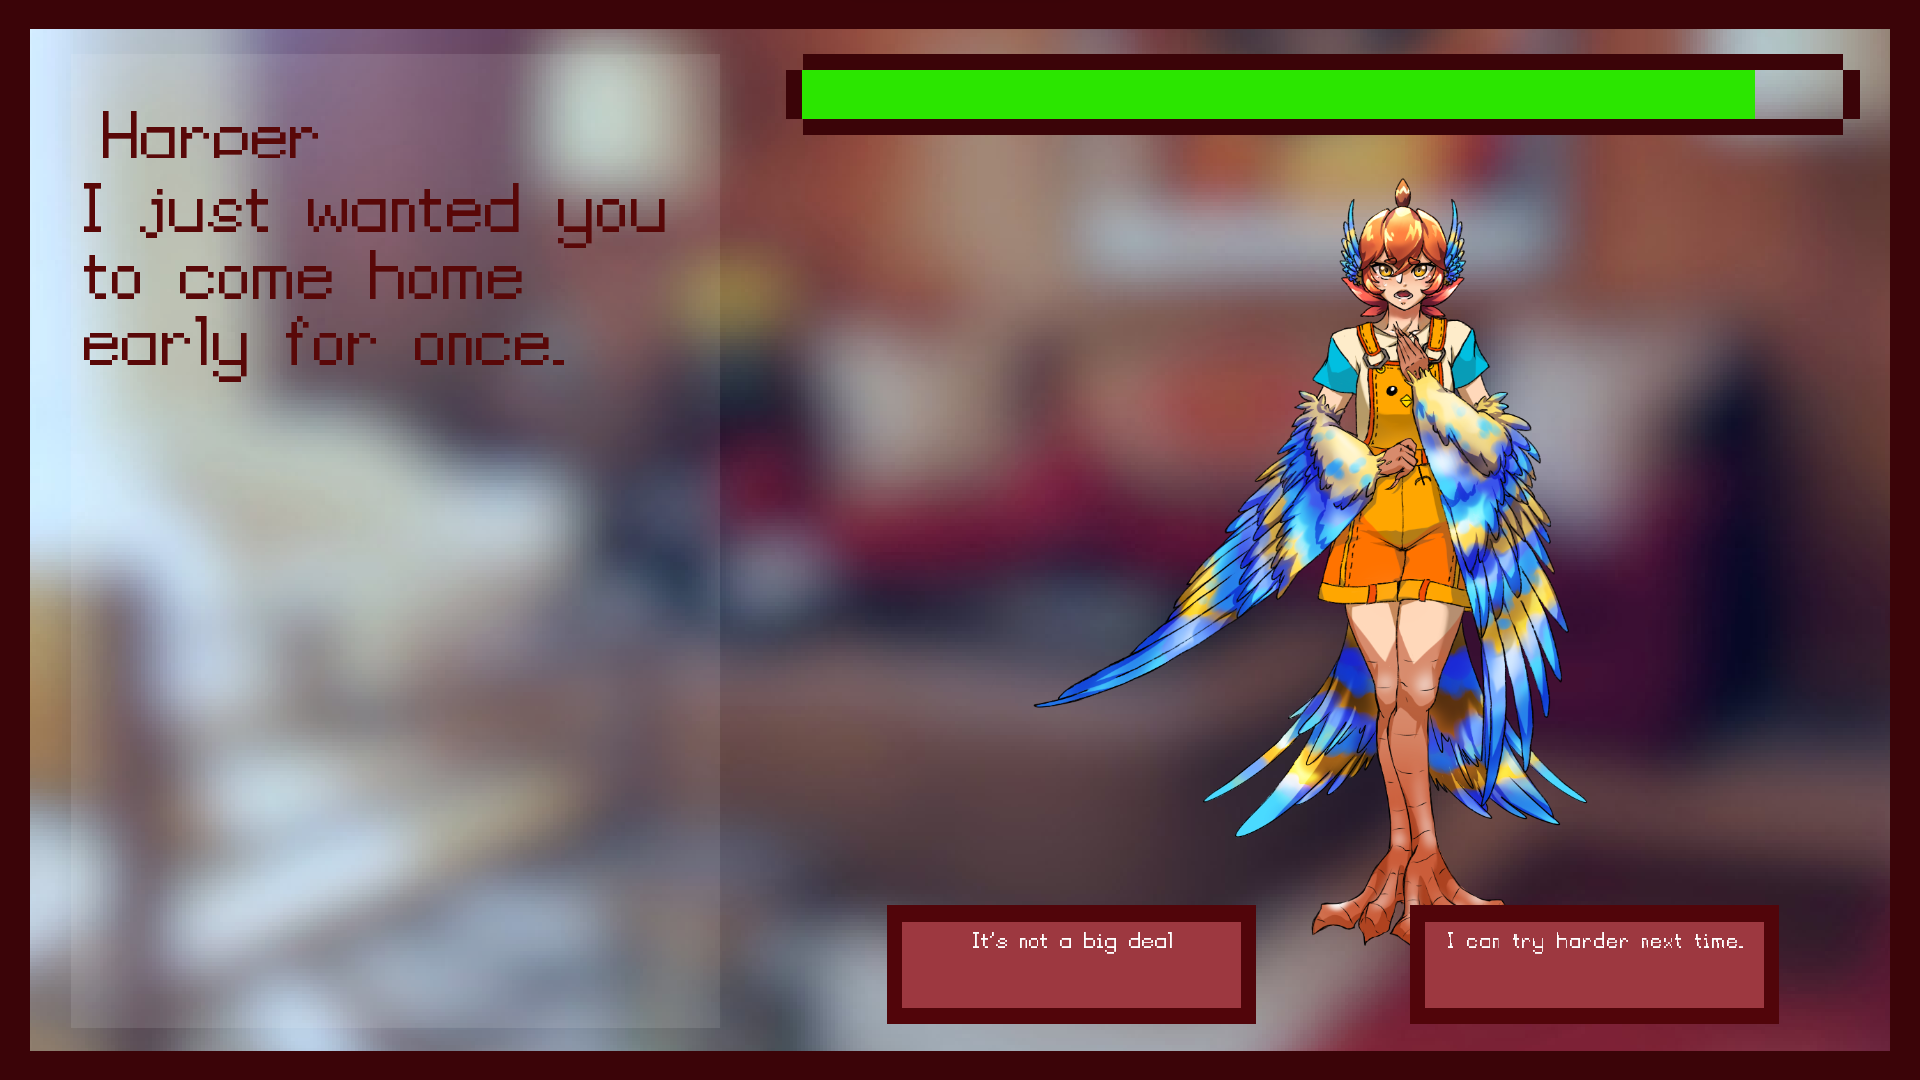 Harper
I just wanted you
to come home
early for once.
It's not a big deal
I can try harder next time.